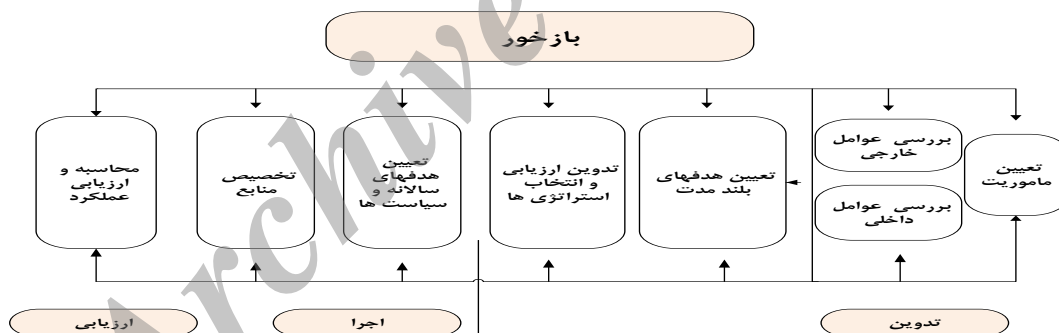 بازخور
تعیین
ماموریت
بررسی عوامل
خارجی
بررسی عوامل
داخلی
تعیین هدفهای
بلند مدت
تدوین ارزیابی
و انتخاب
استراتژی ها
تعیین
هدفهای
سالانه و
سیاست ها
تخصیص
منابع
محاسبه و
ارزیابی
عملکرد
تدوین
اجرا
ارزیابی
Archive